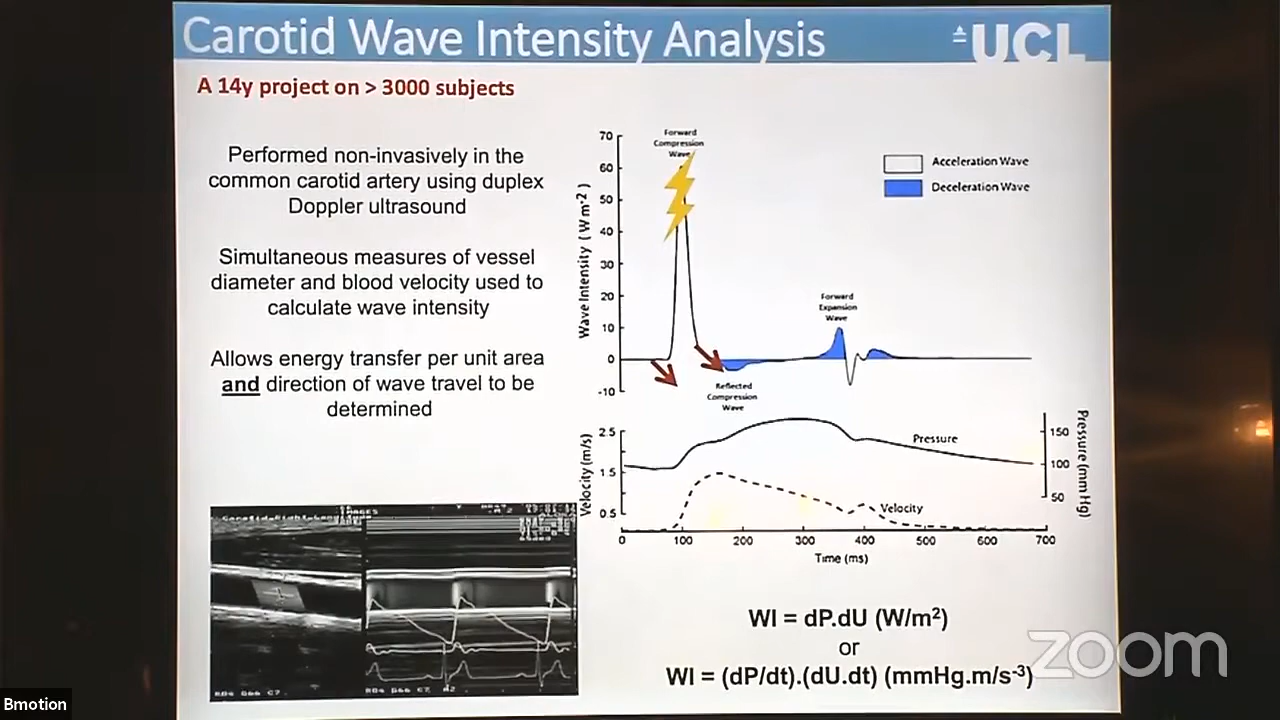 Carotid Wave Intensity Analysis
UCL
A 14y project on > 3000 subjects
Performed non-invasively in the
common carotid artery using duplex
Doppler ultrasound
Simultaneous measures of vessel
diameter and blood velocity used to
calculate wave intensity
Allows energy transfer per unit area
and direction of wave travel to be
determined
Forward
Compression
Wave
Acceleration Wave
Deceleration Wave
Wave Intensity ( W m-2 )
70
60
50
40
30
20
10
0
-10
Forward
Expansion
Wave
Reflected
Compression
Wave
Velocity (m/s)
2.5
1.5
0.5
Pressure
Velocity
150
100
50
Pressure (mm Hg)
0 100 200 300 400 500 600 700
Time (ms)
WI = dP.dU (W/m²)
or
WI = (dP/dt).(dU.dt) (mmHg.m/s-³)
zoom
Bmotion